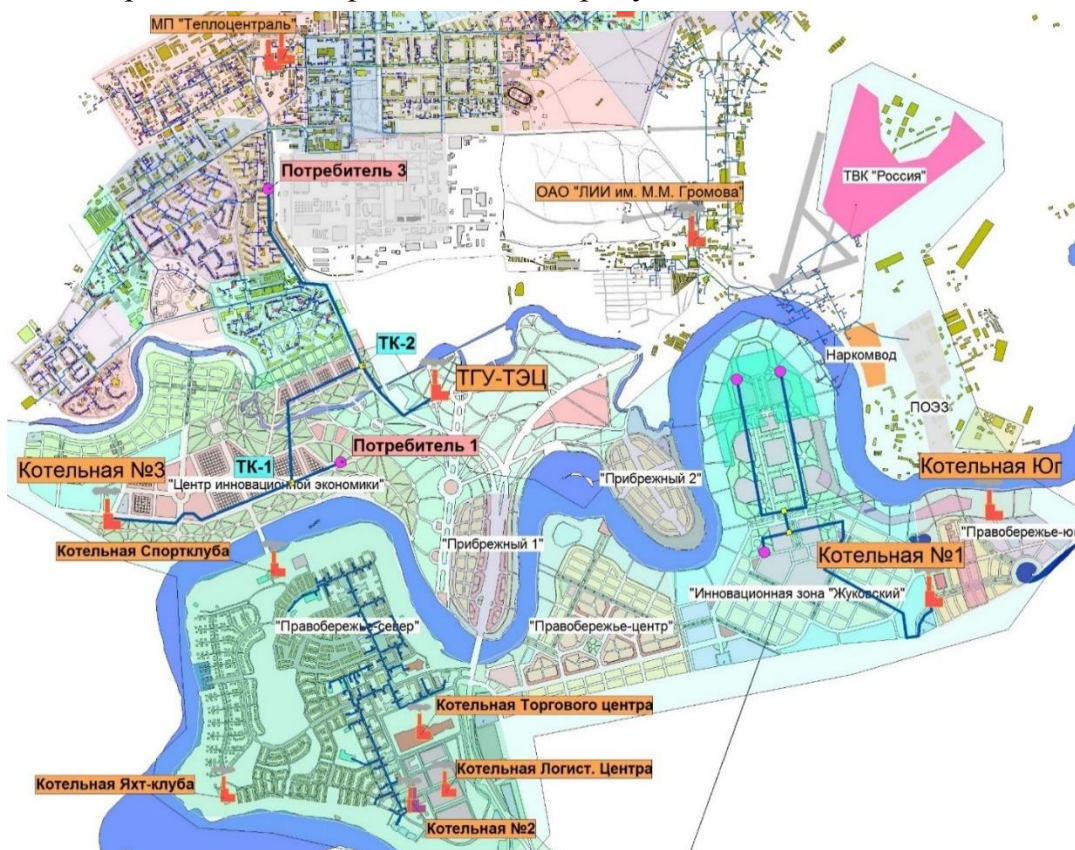 МП "Теплоцентраль"
Потребитель 3
ОАО "ЛИИ им. М.М. Громова"
ТВК "Россия"
ТК-2
Наркомвод
ТГУ-ТЭЦ
ПОЭЗ
Потребитель 1
ТК-1
Котельная №3
"Центр инновационной экономики"
"Прибрежный 2"
Котельная Юг
Котельная Спортклуба
"Прибрежный 1"
Котельная №1
"Правобережье-ю
"Инновационная зона "Жуковский"
"Правобережье-север"
"Правобережье-центр"
Котельная Торгового центра
Котельная Логист. Центра
Котельная Яхт-клуба
Котельная №2